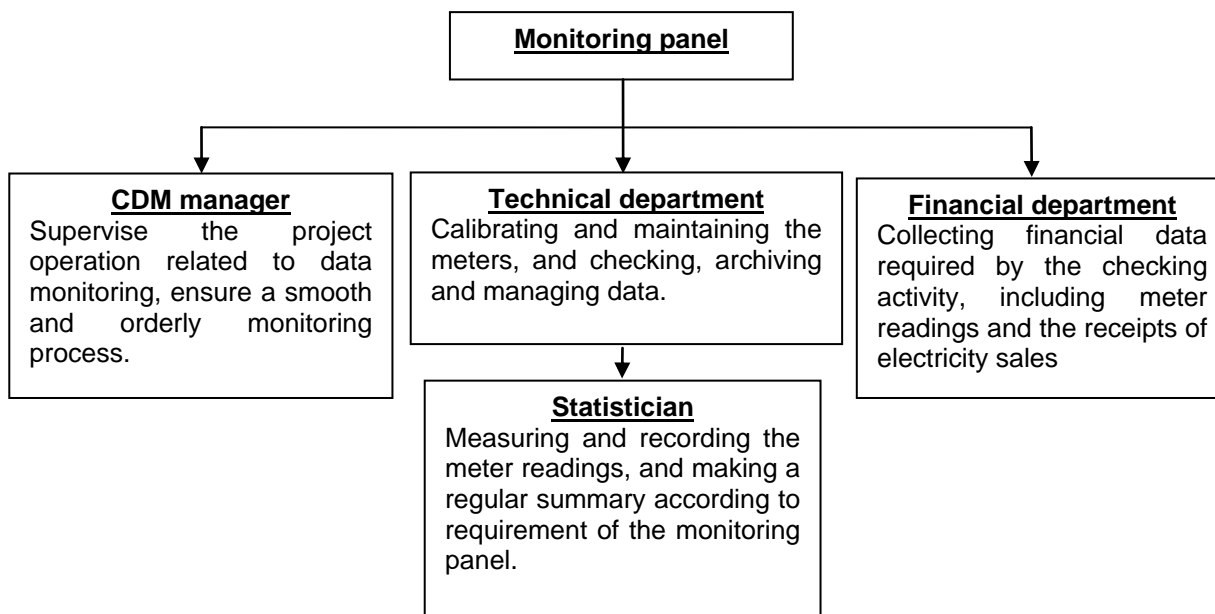 Monitoring panel
CDM manager
Supervise the project
operation related to data
monitoring, ensure a smooth
and orderly monitoring
process.
Technical department
Calibrating and maintaining the
meters, and checking, archiving
and managing data.
Financial department
Collecting financial data
required by the checking
activity, including meter
readings and the receipts of
electricity sales
Statistician
Measuring and recording the
meter readings, and making a
regular summary according to
requirement of the monitoring
panel.